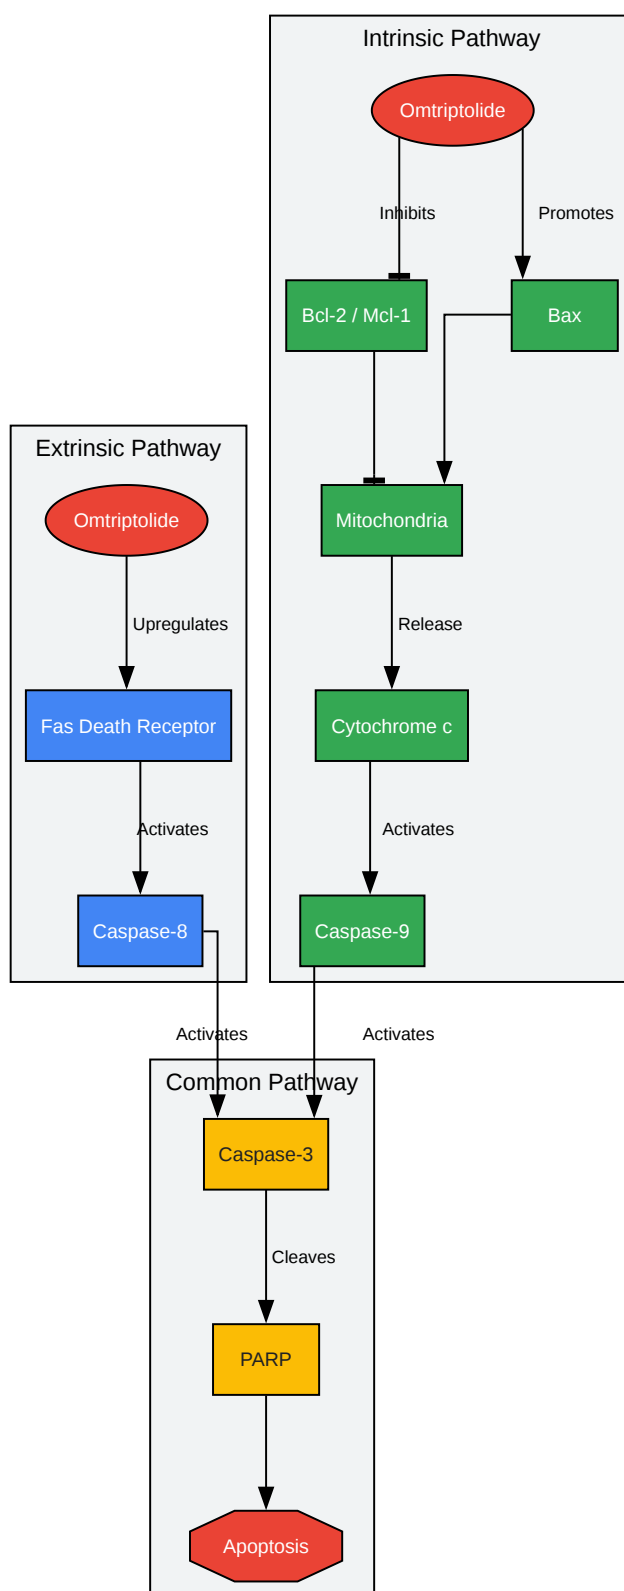 Intrinsic Pathway
Omtriptolide
Inhibits
Promotes
Bcl-2 / Mcl-1
Bax
Extrinsic Pathway
Omtriptolide
Mitochondria
Upregulates
Release
Fas Death Receptor
Cytochrome c
Activates
Activates
Caspase-8
Caspase-9
Activates
Activates
Common Pathway
Caspase-3
Cleaves
PARP
Apoptosis